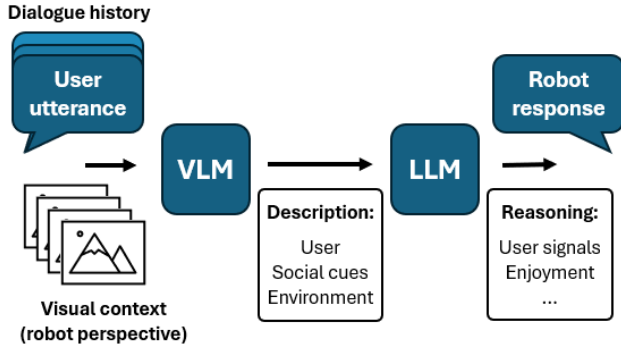 Dialogue history
User
utterance
Visual context
(robot perspective)
VLM
Description:
User
Social cues
Environment
LLM
Robot
response
Reasoning:
User signals
Enjoyment
...